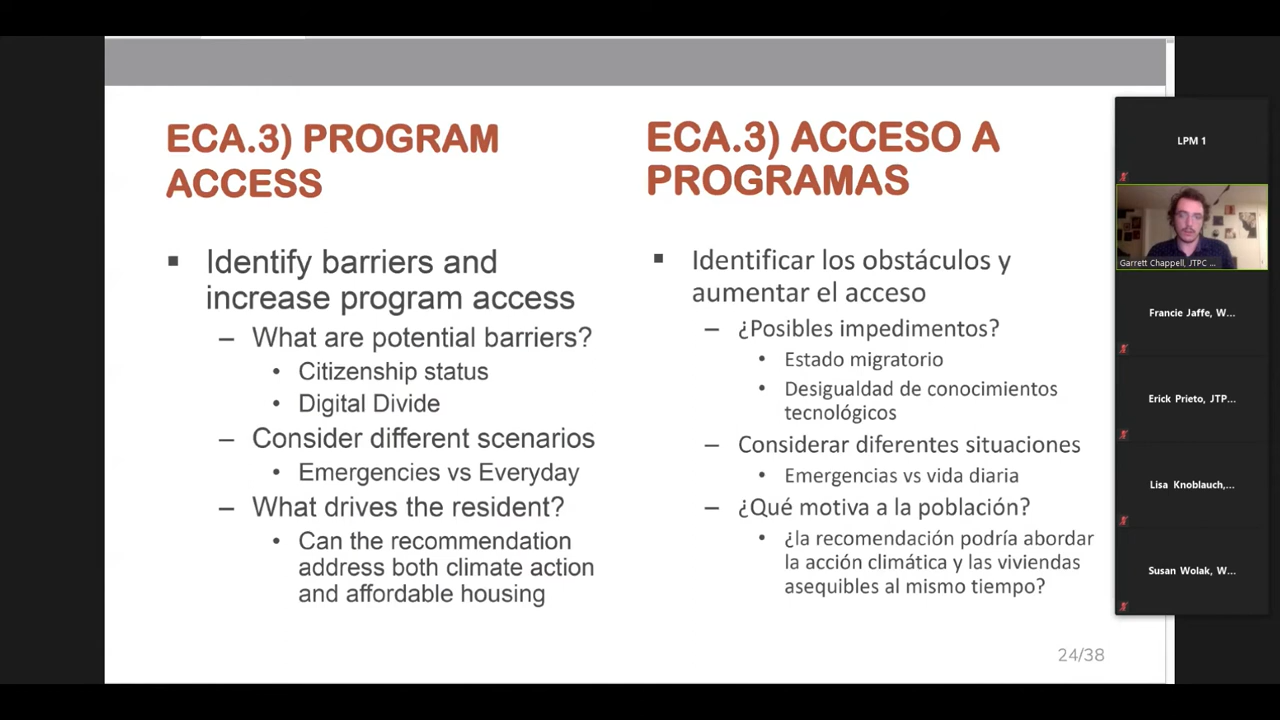 ECA.3) PROGRAM
ACCESS
▪ Identify barriers and
increase program access
– What are potential barriers?
• Citizenship status
• Digital Divide
– Consider different scenarios
• Emergencies vs Everyday
– What drives the resident?
• Can the recommendation
address both climate action
and affordable housing
ECA.3) ACCESO A
PROGRAMAS
▪ Identificar los obstáculos y
aumentar el acceso
– ¿Posibles impedimentos?
• Estado migratorio
• Desigualdad de conocimientos
tecnológicos
– Considerar diferentes situaciones
• Emergencias vs vida diaria
– ¿Qué motiva a la población?
• ¿la recomendación podría abordar
la acción climática y las viviendas
asequibles al mismo tiempo?
24/38
LPM 1
Garrett Chappell, JTPC ...
Francie Jaffe, W...
Erick Prieto, JTP...
Lisa Knoblauch,...
Susan Wolak, W...